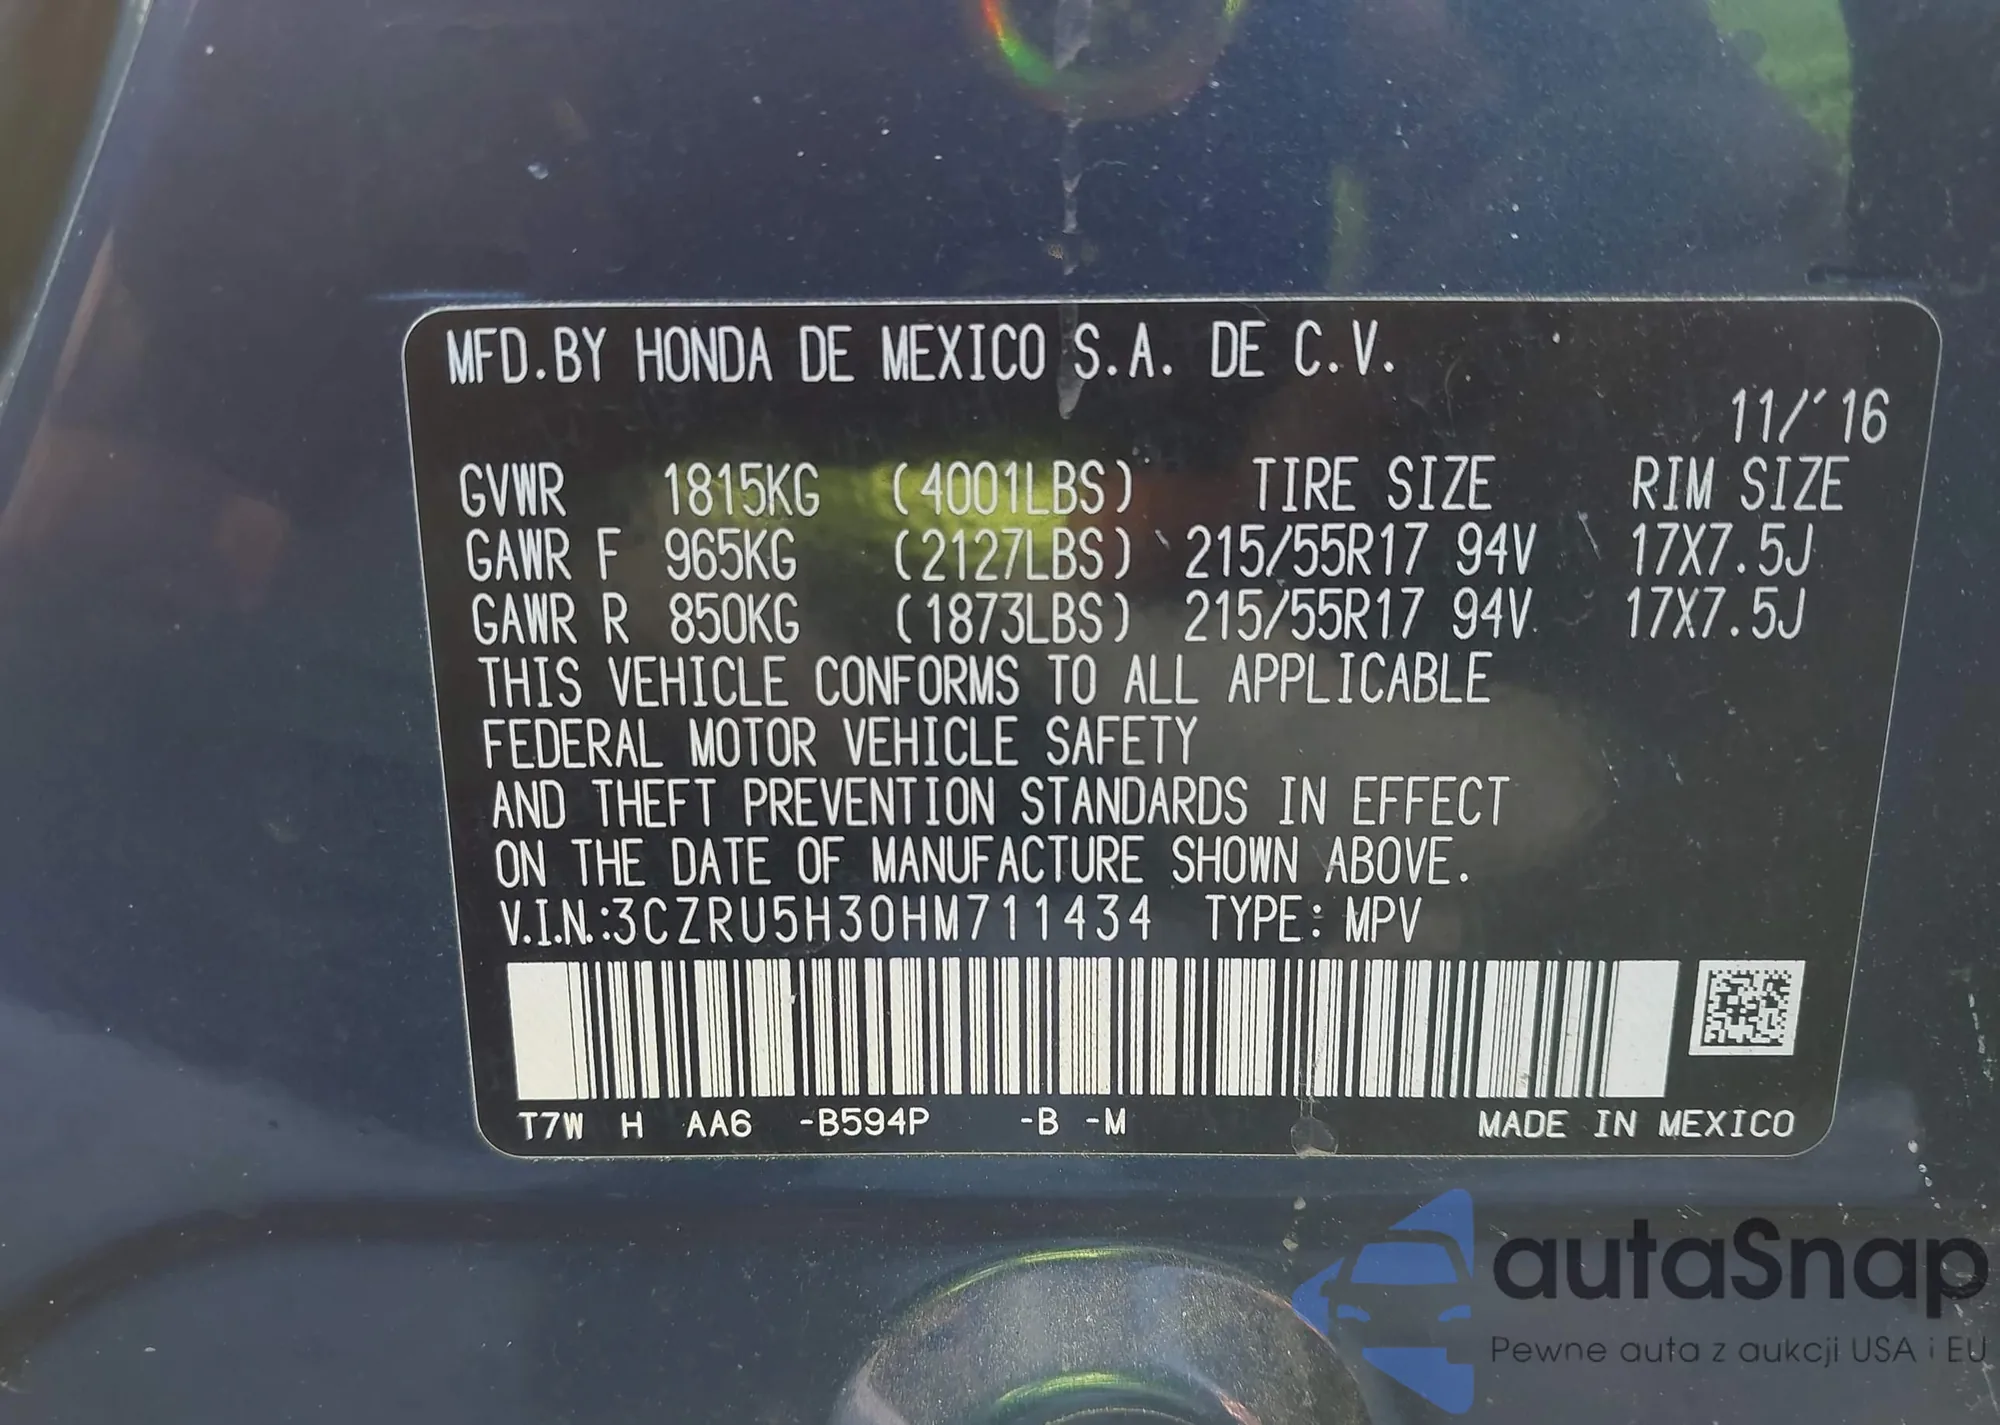 MFD.BY HONDA DE MEXICO S.A. DE C.V.
11/'16
GVWR 1815KG (4001LBS) TIRE SIZE RIM SIZE
GAWR F 965KG (2127LBS) 215/55R17 94V 17X7.5J
GAWR R 850KG (1873LBS) 215/55R17 94V 17X7.5J
THIS VEHICLE CONFORMS TO ALL APPLICABLE
FEDERAL MOTOR VEHICLE SAFETY
AND THEFT PREVENTION STANDARDS IN EFFECT
ON THE DATE OF MANUFACTURE SHOWN ABOVE.
V.I.N.:3CZRU5H30HM711434 TYPE: MPV
T7W H AA6 -B594P -B -M MADE IN MEXICO
autaSnap
Pewne auta z aukcji USA i EU